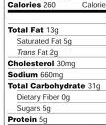 Calories 260 Calorie
Total Fat 13g
Saturated Fat 5g
Trans Fat 2g
Cholesterol 30mg
Sodium 660mg
Total Carbohydrate 31g
Dietary Fiber 0g
Sugars 5g
Protein 5g